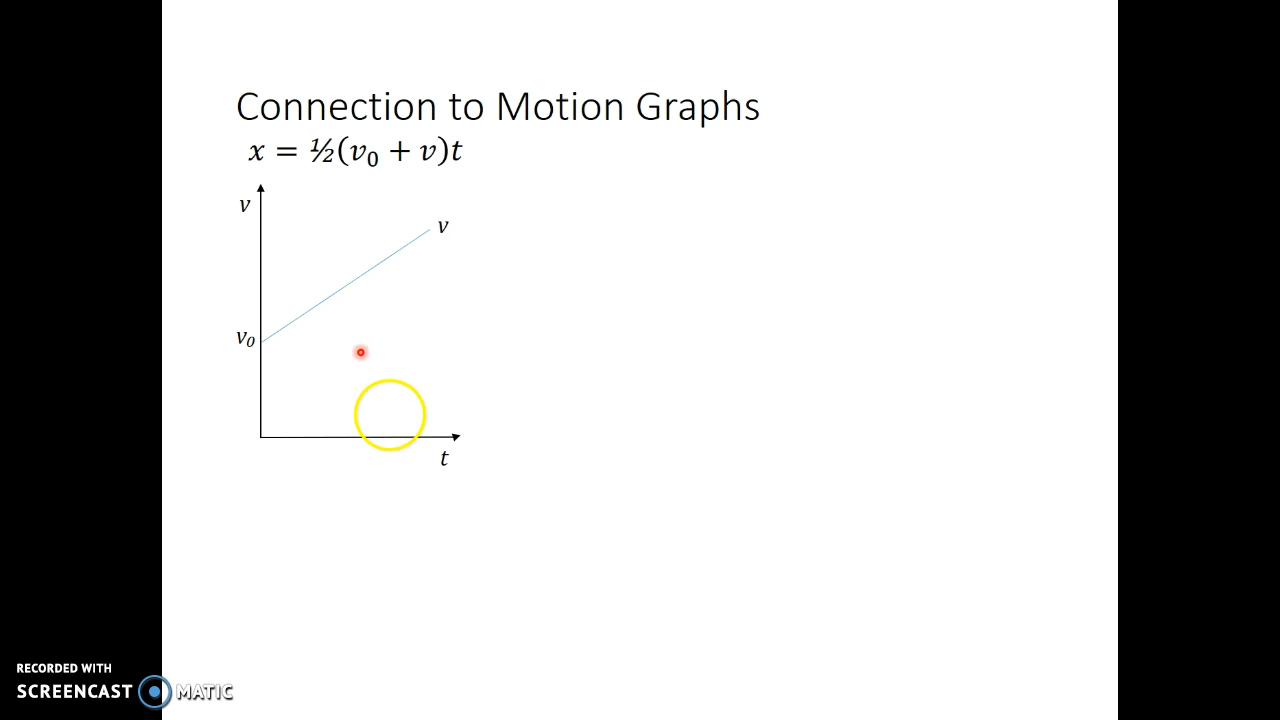 Connection to Motion Graphs
x = ½(v₀ + v)t
v
v
v₀
t
RECORDED WITH
SCREENCAST MATIC